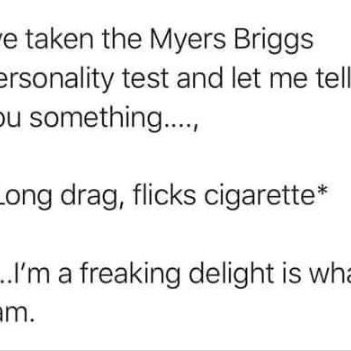 've taken the Myers Briggs
ersonality test and let me tell
ou something....,
Long drag, flicks cigarette*
..I'm a freaking delight is wha
am.